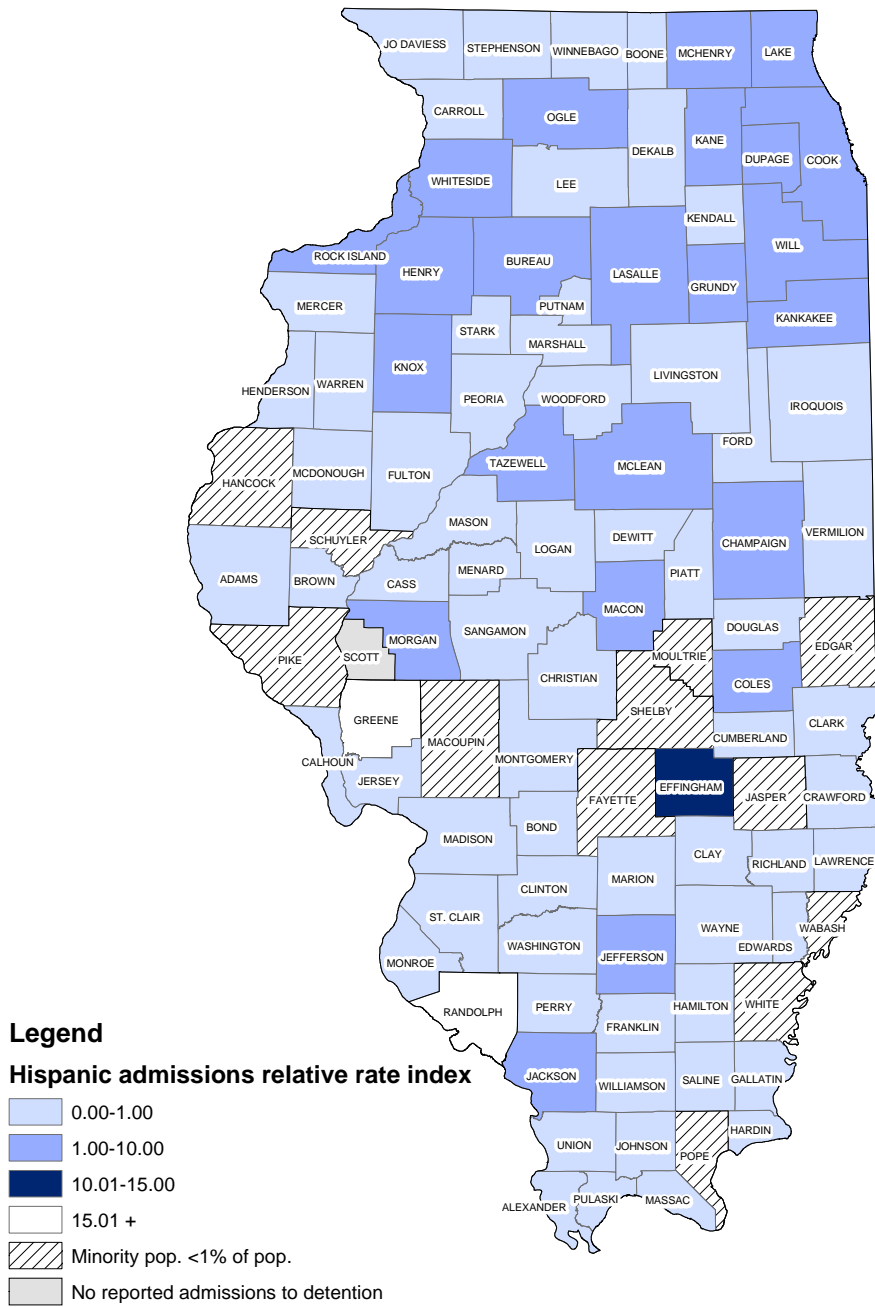 JO DAVIESS
STEPHENSON
WINNEBAGO
BOONE
MCHENRY
LAKE
CARROLL
OGLE
DEKALB
KANE
DUPAGE
COOK
WHITESIDE
LEE
KENDALL
WILL
ROCK ISLAND
HENRY
BUREAU
LASALLE
GRUNDY
MERCER
PUTNAM
KANKAKEE
STARK
MARSHALL
HENDERSON
WARREN
KNOX
PEORIA
WOODFORD
LIVINGSTON
IROQUOIS
FORD
HANCOCK
MCDONOUGH
FULTON
TAZEWELL
MCLEAN
SCHUYLER
MASON
LOGAN
DEWITT
CHAMPAIGN
VERMILION
ADAMS
BROWN
CASS
MENARD
PIATT
MACON
PIKE
SCOTT
MORGAN
SANGAMON
DOUGLAS
EDGAR
MOULTRIE
CHRISTIAN
COLES
SHELBY
GREENE
MACOUPIN
CLARK
CUMBERLAND
CALHOUN
JERSEY
MONTGOMERY
FAYETTE
EFFINGHAM
JASPER
CRAWFORD
MADISON
BOND
CLAY
RICHLAND
LAWRENCE
CLINTON
MARION
ST. CLAIR
WAYNE
WABASH
EDWARDS
MONROE
WASHINGTON
JEFFERSON
RANDOLPH
PERRY
HAMILTON
WHITE
FRANKLIN
JACKSON
WILLIAMSON
SALINE
GALLATIN
UNION
JOHNSON
POPE
HARDIN
ALEXANDER
PULASKI
MASSAC
Legend
Hispanic admissions relative rate index
0.00-1.00
1.00-10.00
10.01-15.00
15.01 +
Minority pop. <1% of pop.
No reported admissions to detention